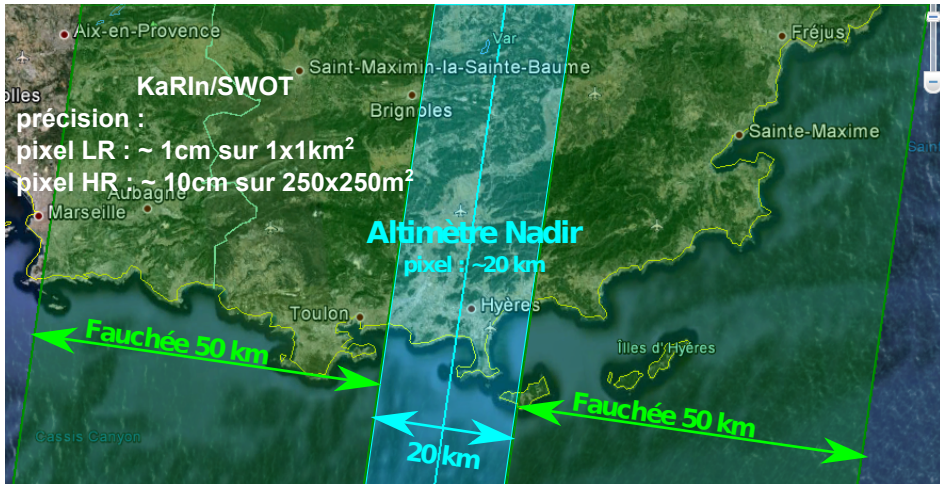 Aix-en-Provence
Var
Fréjus
Saint-Maximin-la-Sainte-Baume
olles
KaRIn/SWOT
Brignoles
précision :
pixel LR : ~ 1cm sur 1x1km²
Sainte-Maxime
pixel HR : ~ 10cm sur 250x250m²
Aubagne
Marseille
Altimètre Nadir
pixel : ~20 km
Toulon
Hyères
Fauchée 50 km
Îlles d'Hyères
Fauchée 50 km
Cassis Canyon
20 km